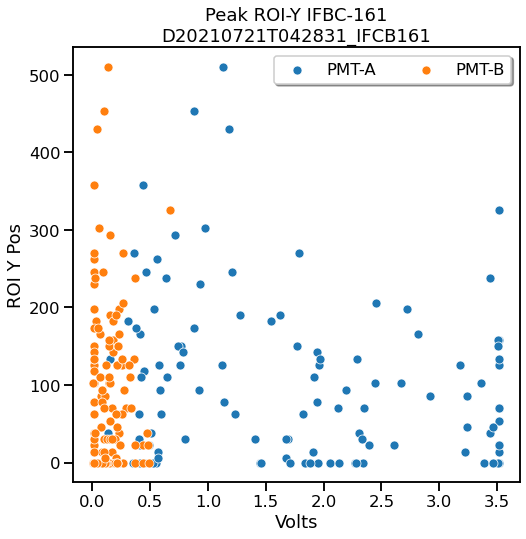 Peak ROI-Y IFBC-161
D20210721T042831_IFCB161
PMT-A PMT-B
ROI Y Pos
500
400
300
200
100
0
0.0 0.5 1.0 1.5 2.0 2.5 3.0 3.5
Volts